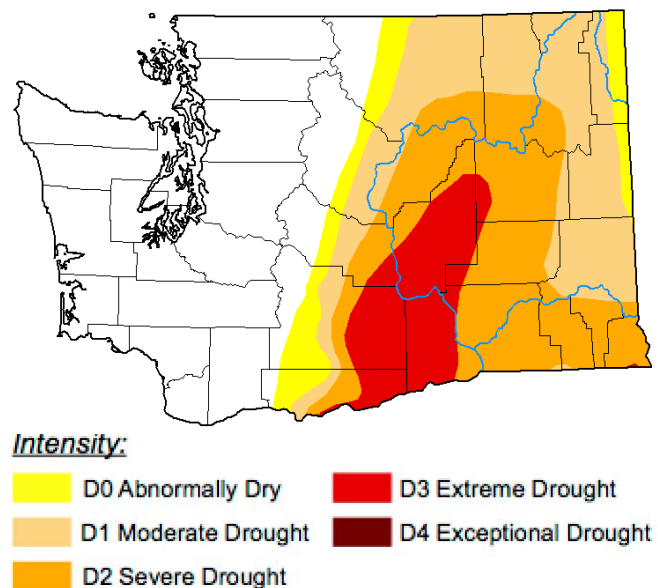 Intensity:
D0 Abnormally Dry
D3 Extreme Drought
D1 Moderate Drought
D4 Exceptional Drought
D2 Severe Drought